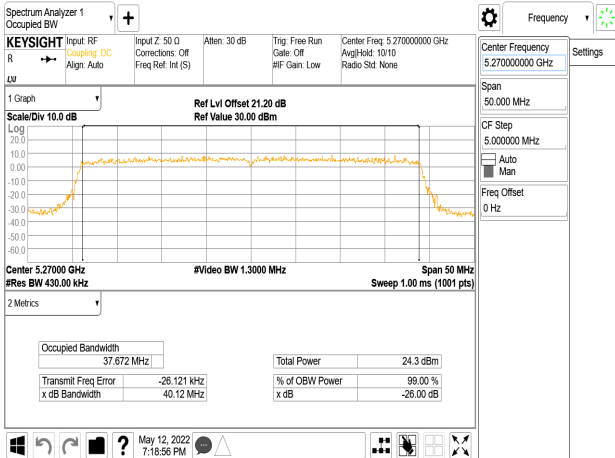 Spectrum Analyzer 1
Occupied BW
Frequency
KEYSIGHT
R
LXI
Input: RF
Coupling: DC
Align: Auto
Input Z: 50 Ω
Corrections: Off
Freq Ref: Int (S)
Atten: 30 dB
Trig: Free Run
Gate: Off
#IF Gain: Low
Center Freq: 5.270000000 GHz
Avg|Hold: 10/10
Radio Std: None
Center Frequency
5.270000000 GHz
Settings
Span
50.000 MHz
CF Step
5.000000 MHz
Auto
Man
Freq Offset
0 Hz
1 Graph
Ref Lvl Offset 21.20 dB
Scale/Div 10.0 dB
Ref Value 30.00 dBm
Log
20.0
10.0
0.00
-10.0
-20.0
-30.0
-40.0
-50.0
-60.0
Center 5.27000 GHz
#Video BW 1.3000 MHz
Span 50 MHz
#Res BW 430.00 kHz
Sweep 1.00 ms (1001 pts)
2 Metrics
Occupied Bandwidth
37.672 MHz
Total Power
24.3 dBm
Transmit Freq Error
-26.121 kHz
% of OBW Power
99.00 %
x dB Bandwidth
40.12 MHz
x dB
-26.00 dB
May 12, 2022
7:18:56 PM